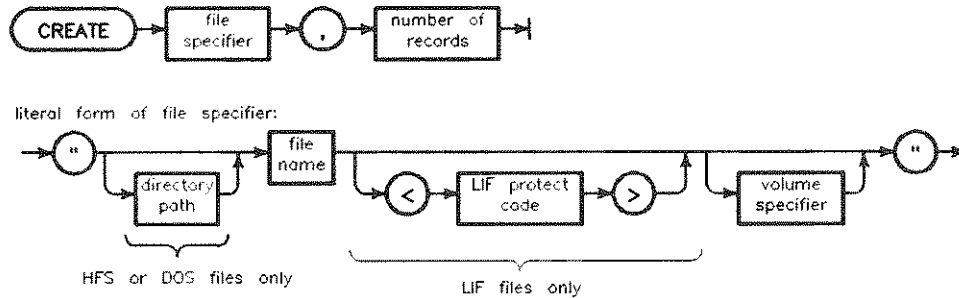 CREATE file specifier , number of records
literal form of file specifier:
" directory path file name < LIF protect code > volume specifier "
HFS or DOS files only
LIF files only